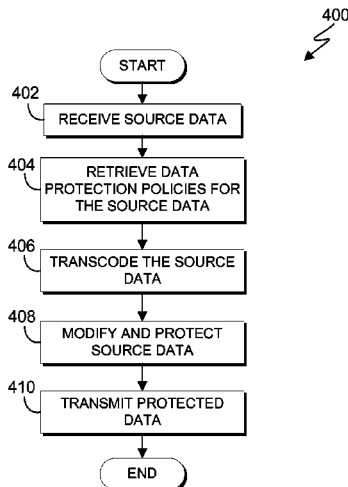 400
START
402
RECEIVE SOURCE DATA
404
RETRIEVE DATA
PROTECTION POLICIES FOR
THE SOURCE DATA
406
TRANSCODE THE SOURCE
DATA
408
MODIFY AND PROTECT
SOURCE DATA
410
TRANSMIT PROTECTED
DATA
END